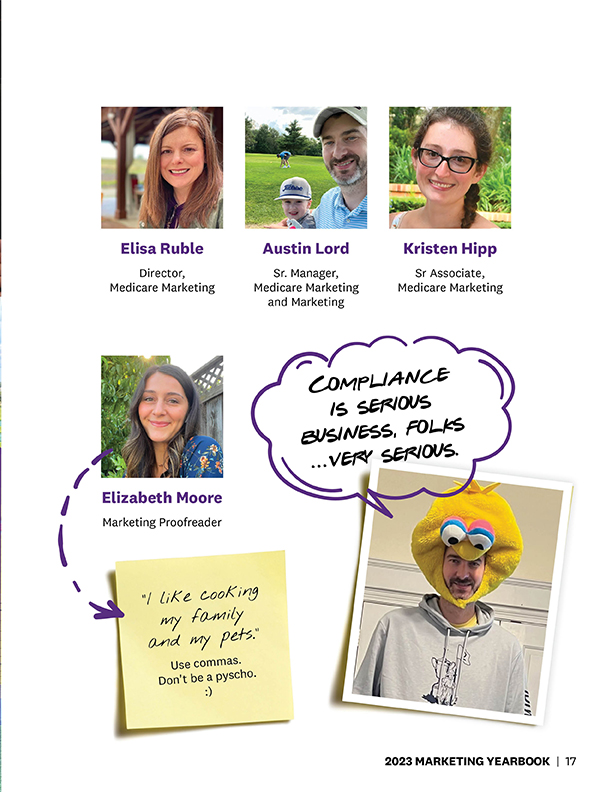 Elisa Ruble
Director,
Medicare Marketing
Austin Lord
Sr. Manager,
Medicare Marketing
and Marketing
Kristen Hipp
Sr Associate,
Medicare Marketing
Elizabeth Moore
Marketing Proofreader
COMPLIANCE
IS SERIOUS
BUSINESS, FOLKS
...VERY SERIOUS.
"I like cooking
my family
and my pets."
Use commas.
Don't be a pyscho.
:)
2023 MARKETING YEARBOOK | 17